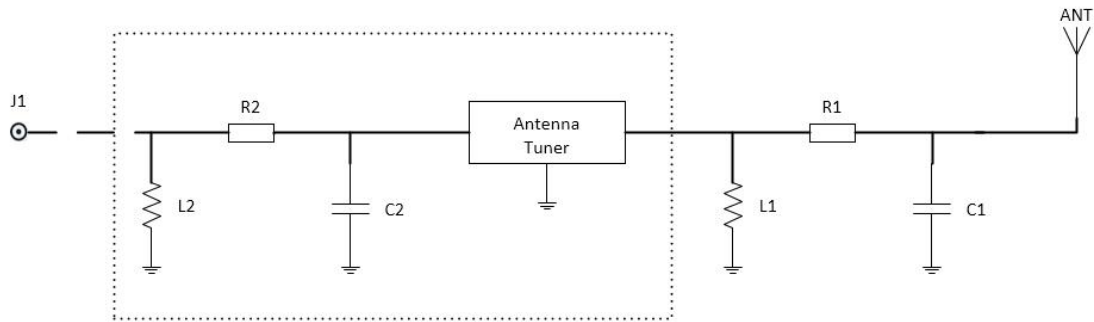 ANT
J1
R2
R1
Antenna
Tuner
L2
C2
L1
C1